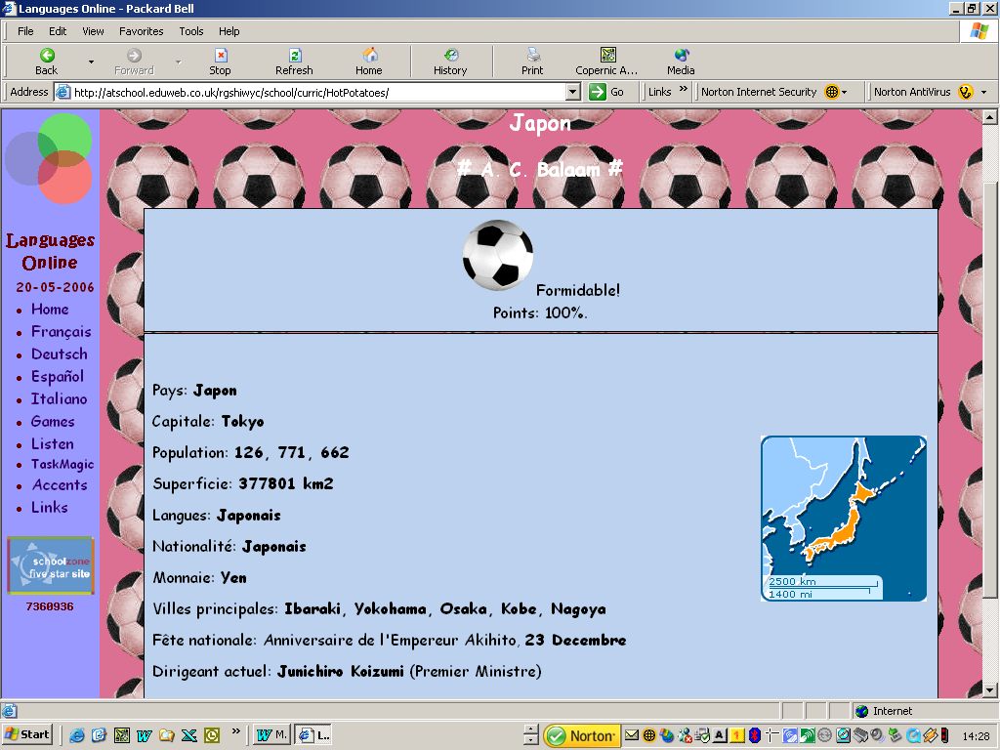 Languages Online - Packard Bell
File Edit View Favorites Tools Help
Back Forward Stop Refresh Home History Print Copernic A... Media
Address http://atschool.eduweb.co.uk/rgshiwyc/school/curric/HotPotatoes/ Go Links » Norton Internet Security Norton AntiVirus
Japon
# A. C. Balaam #
Languages
Online
20-05-2006
Home
Français
Deutsch
Español
Italiano
Games
Listen
TaskMagic
Accents
Links
schoolzone
five star site
7360936
Formidable!
Points: 100%.
Pays: Japon
Capitale: Tokyo
Population: 126, 771, 662
Superficie: 377801 km2
Langues: Japonais
Nationalité: Japonais
Monnaie: Yen
Villes principales: Ibaraki, Yokohama, Osaka, Kobe, Nagoya
Fête nationale: Anniversaire de l'Empereur Akihito, 23 Decembre
Dirigeant actuel: Junichiro Koizumi (Premier Ministre)
2500 km
1400 mi
Internet
Start » M. L.. Norton 14:28